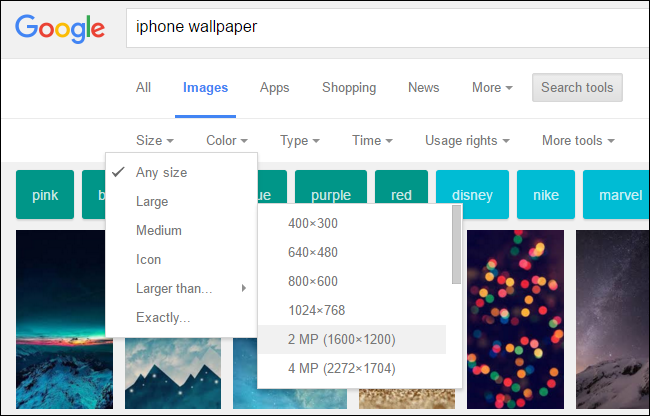 Google
iphone wallpaper
All Images Apps Shopping News More Search tools
Size Color Type Time Usage rights More tools
pink purple red disney nike marvel
Any size
Large
Medium
Icon
Larger than...
Exactly...
400×300
640×480
800×600
1024×768
2 MP (1600×1200)
4 MP (2272×1704)